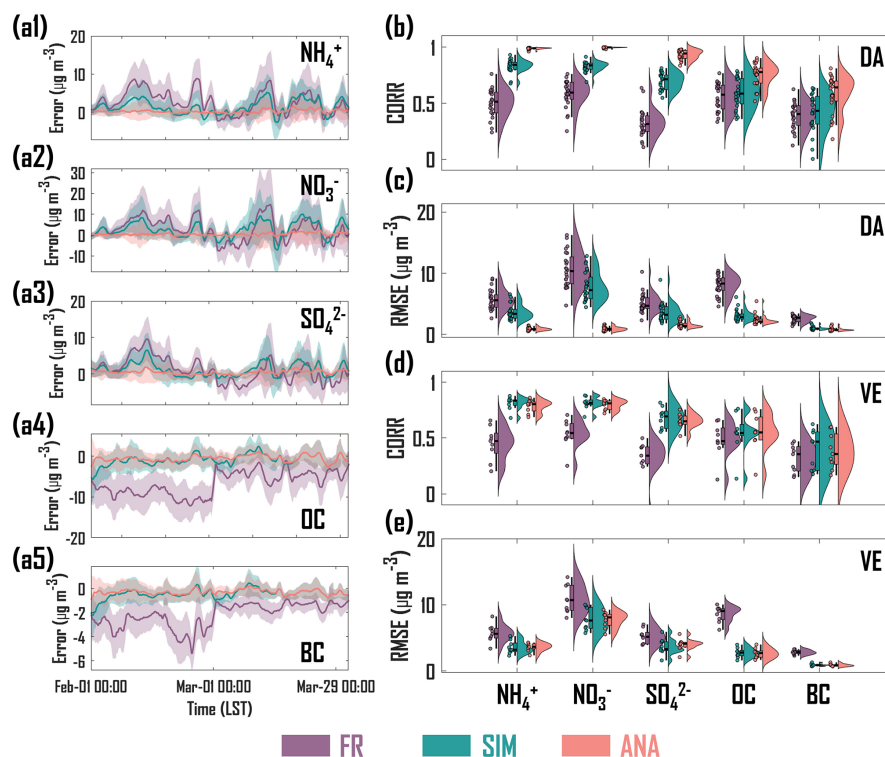 (a1)
Error (µg m⁻³)
20
10
0
NH₄⁺
(a2)
Error (µg m⁻³)
30
20
10
0
-10
NO₃⁻
(a3)
Error (µg m⁻³)
20
10
0
SO₄²⁻
(a4)
Error (µg m⁻³)
0
-10
-20
OC
(a5)
Error (µg m⁻³)
0
-2
-4
-6
BC
Feb-01 00:00 Mar-01 00:00 Mar-29 00:00
Time (LST)
(b)
CORR
1
0.5
0
DA
(c)
RMSE (µg m⁻³)
20
10
0
DA
(d)
CORR
1
0.5
0
VE
(e)
RMSE (µg m⁻³)
20
10
0
VE
NH₄⁺ NO₃⁻ SO₄²⁻ OC BC
FR SIM ANA